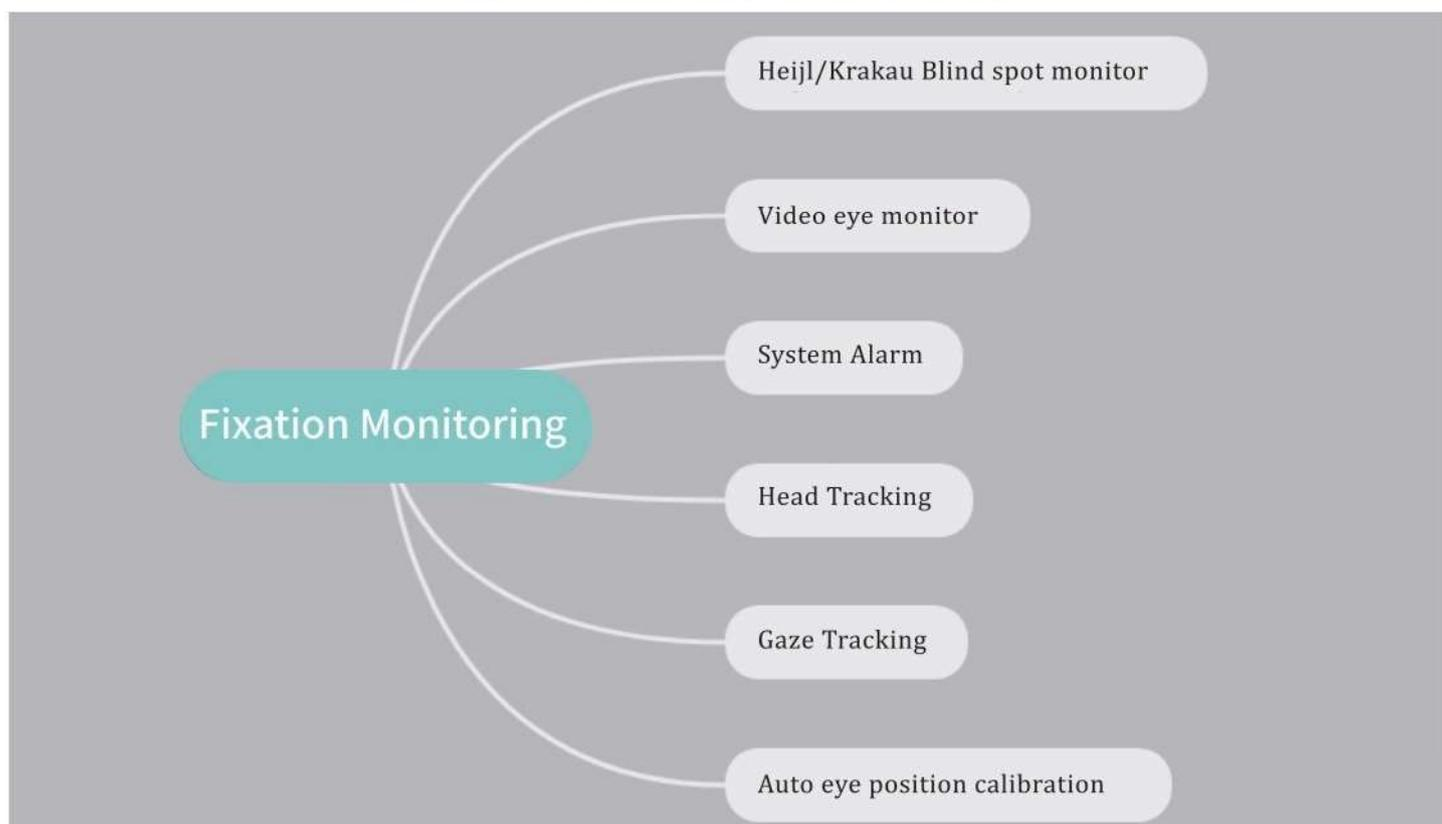 Heijl/Krakau Blind spot monitor
Video eye monitor
System Alarm
Fixation Monitoring
Head Tracking
Gaze Tracking
Auto eye position calibration